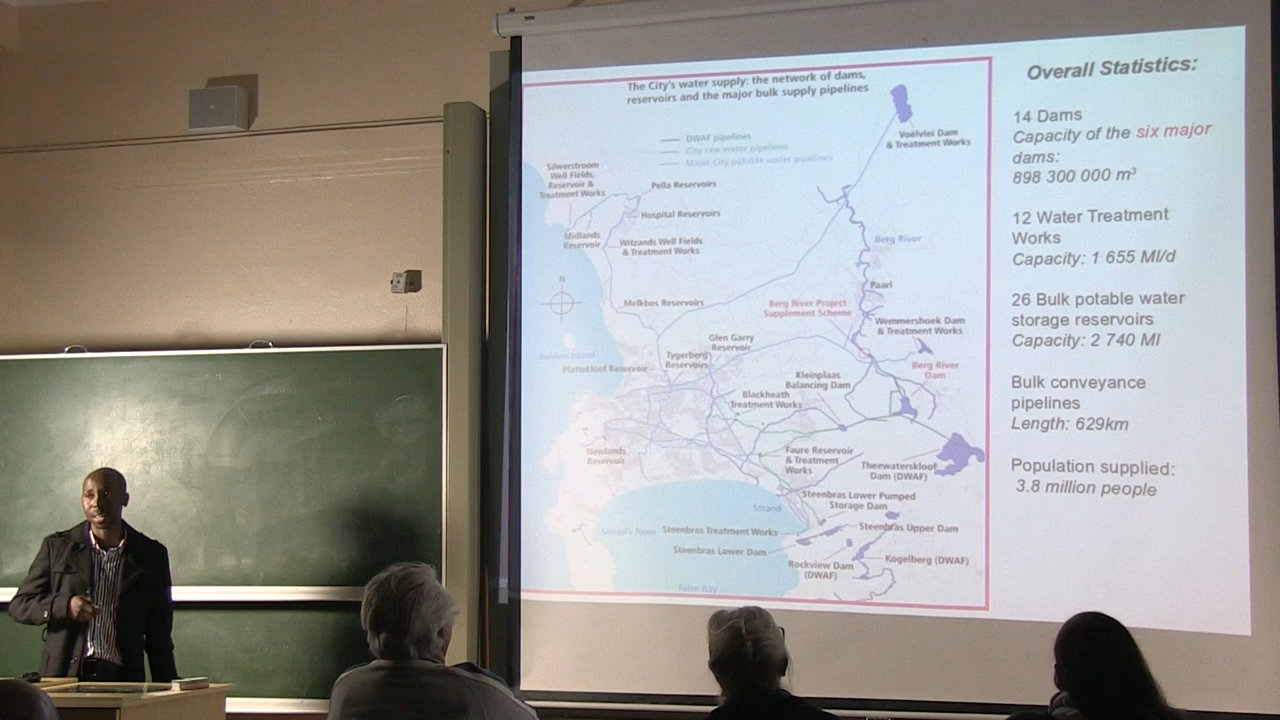 The City's water supply: the network of dams,
reservoirs and the major bulk supply pipelines
DWAF pipelines
City raw water pipelines
Major City potable water pipelines
Voëlvlei Dam
& Treatment Works
Silwerstroom
Well Fields,
Reservoir &
Treatment Works
Pella Reservoirs
Hospital Reservoirs
Midlands
Reservoir
Witzands Well Fields
& Treatment Works
Berg River
N
Paarl
Melkbos Reservoirs
Berg River Project
Supplement Scheme
Wemmershoek Dam
& Treatment Works
Glen Garry
Reservoir
Robben Island
Tygerberg
Reservoirs
Plattekloof Reservoir
Berg River
Dam
Kleinplaas
Balancing Dam
Blackheath
Treatment Works
Newlands
Reservoir
Faure Reservoir
& Treatment
Works
Theewaterskloof
Dam (DWAF)
Steenbras Lower Pumped
Storage Dam
Strand
Simon's Town
Steenbras Treatment Works
Steenbras Upper Dam
Steenbras Lower Dam
Rockview Dam
(DWAF)
Kogelberg (DWAF)
False Bay
Overall Statistics:
14 Dams
Capacity of the six major
dams:
898 300 000 m³
12 Water Treatment
Works
Capacity: 1 655 Ml/d
26 Bulk potable water
storage reservoirs
Capacity: 2 740 Ml
Bulk conveyance
pipelines
Length: 629km
Population supplied:
3.8 million people